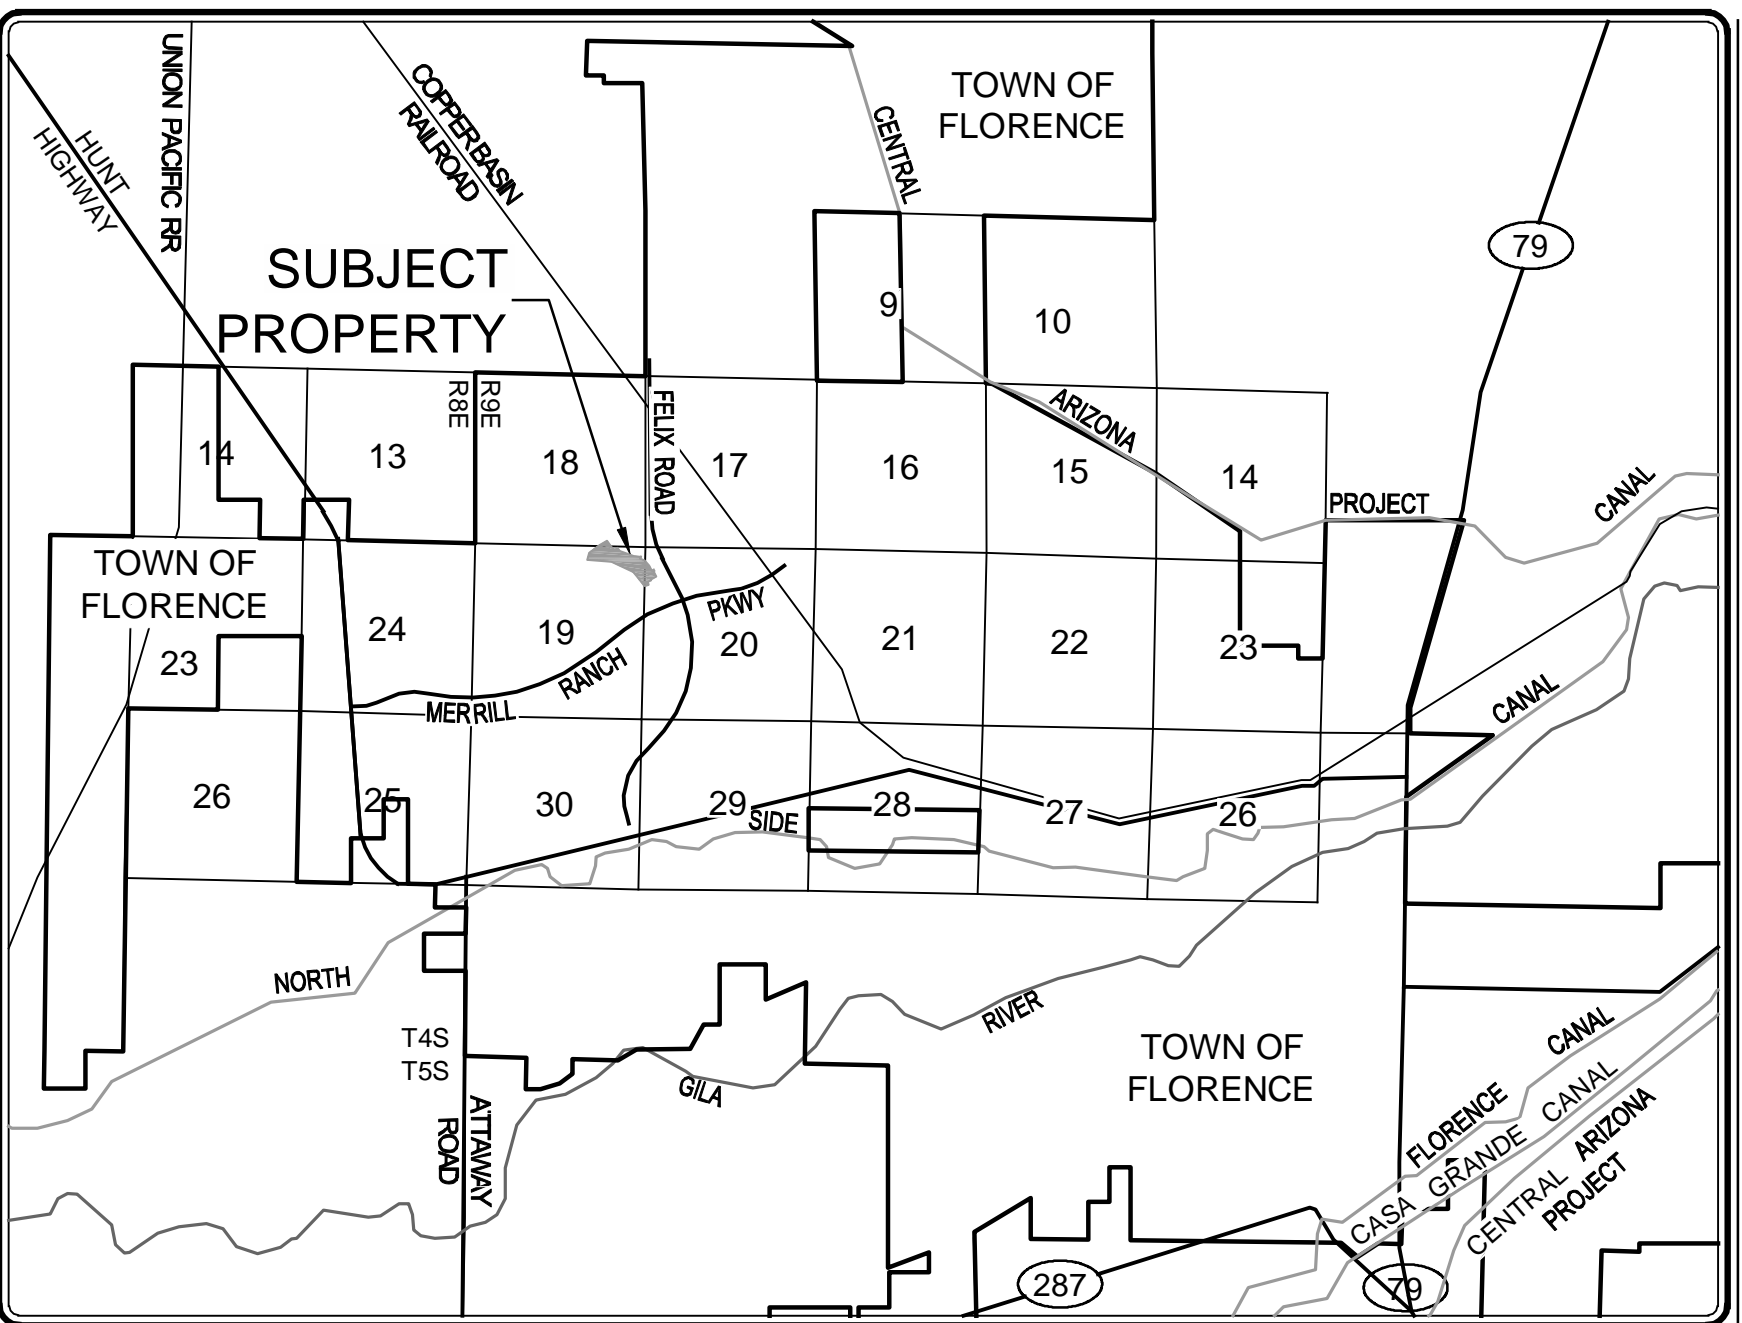 UNION PACIFIC RR
HUNT
HIGHWAY
COPPER BASIN
RAILROAD
CENTRAL
TOWN OF
FLORENCE
79
SUBJECT
PROPERTY
9
10
R8E
R9E
FELIX ROAD
ARIZONA
14
13
18
17
16
15
14
PROJECT
CANAL
TOWN OF
FLORENCE
23
24
19
PKWY
20
21
22
23
RANCH
MERRILL
CANAL
26
25
30
29
SIDE
28
27
26
NORTH
RIVER
T4S
T5S
GILA
TOWN OF
FLORENCE
ATTAWAY
ROAD
FLORENCE
CANAL
CASA GRANDE CANAL
CENTRAL ARIZONA
PROJECT
287
79